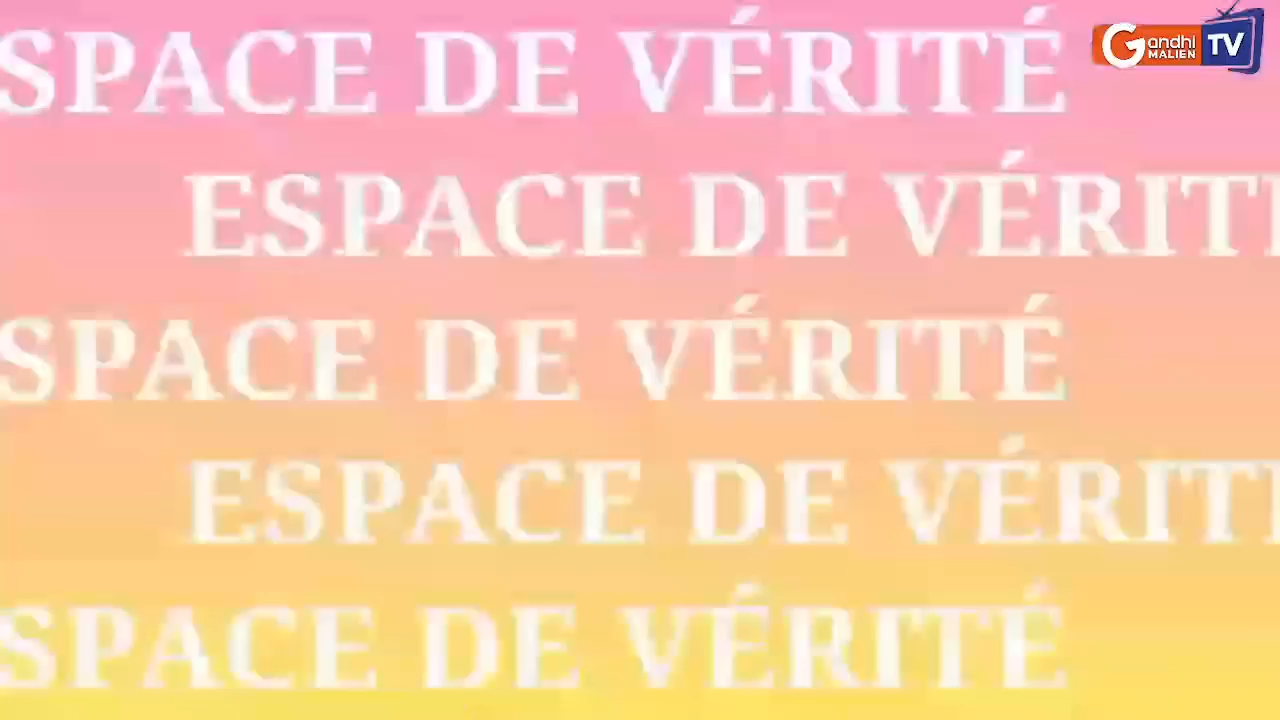 SPACE DE VÉRITÉ
Gandhi
MALIEN
TV
ESPACE DE VÉRIT
SPACE DE VÉRITÉ
ESPACE DE VÉRIT
SPACE DE VÉRITÉ